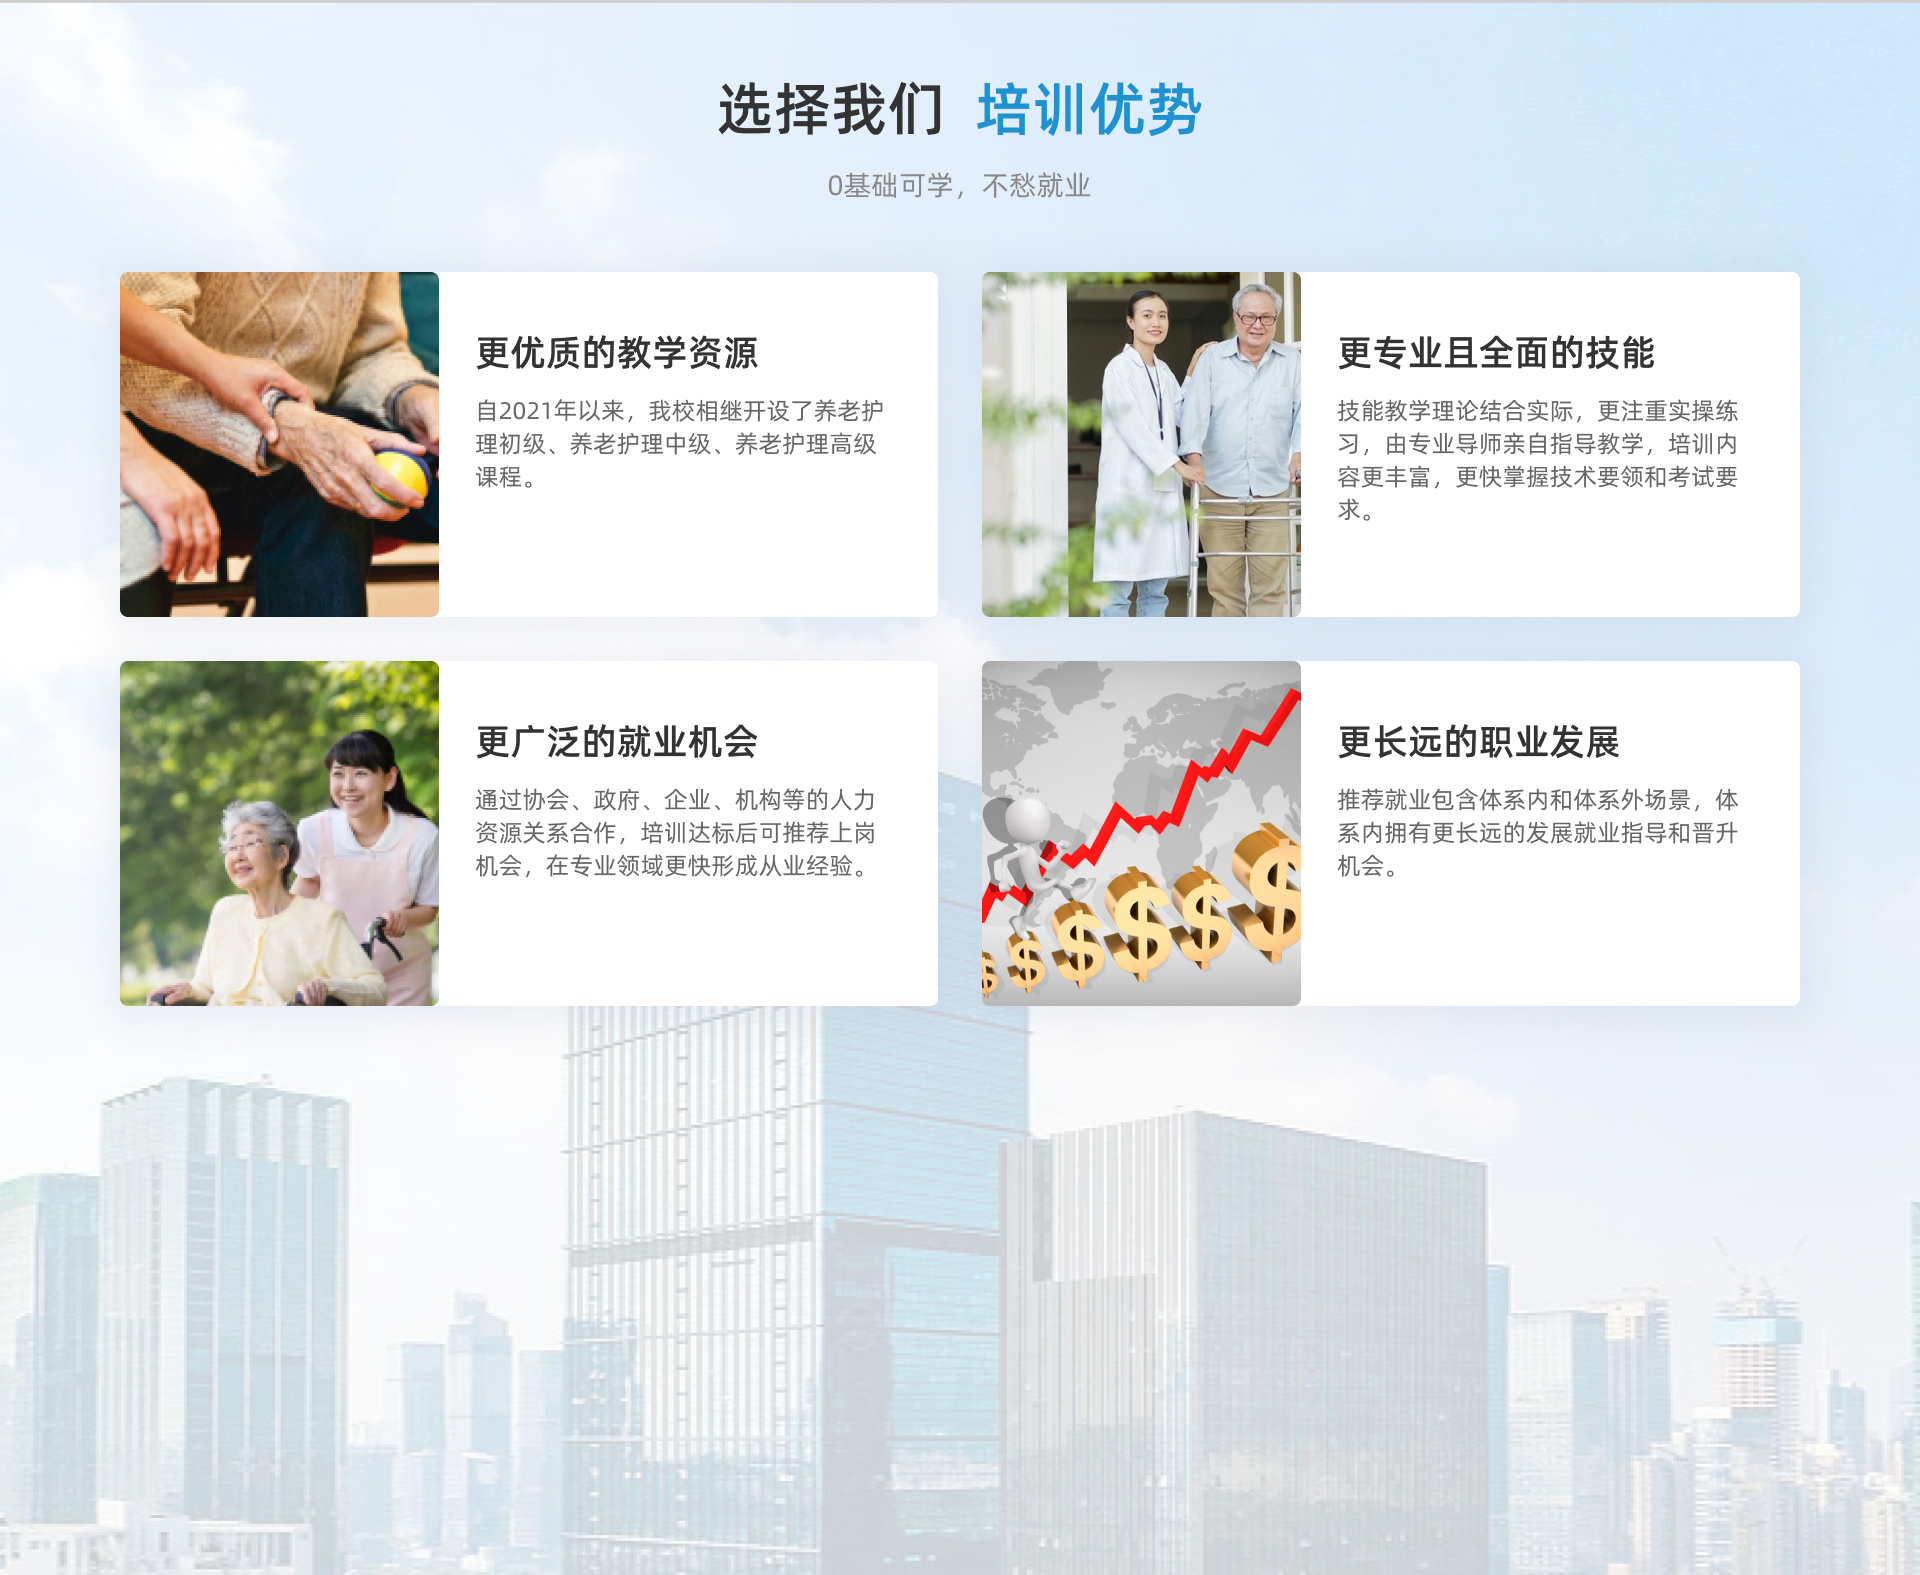 选择我们 培训优势
0基础可学，不愁就业
更优质的教学资源
自2021年以来，我校相继开设了养老护
理初级、养老护理中级、养老护理高级
课程。
更专业且全面的技能
技能教学理论结合实际，更注重实操练
习，由专业导师亲自指导教学，培训内
容更丰富，更快掌握技术要领和考试要
求。
更广泛的就业机会
通过协会、政府、企业、机构等的人力
资源关系合作，培训达标后可推荐上岗
机会，在专业领域更快形成从业经验。
更长远的职业发展
推荐就业包含体系内和体系外场景，体
系内拥有更长远的发展就业指导和晋升
机会。